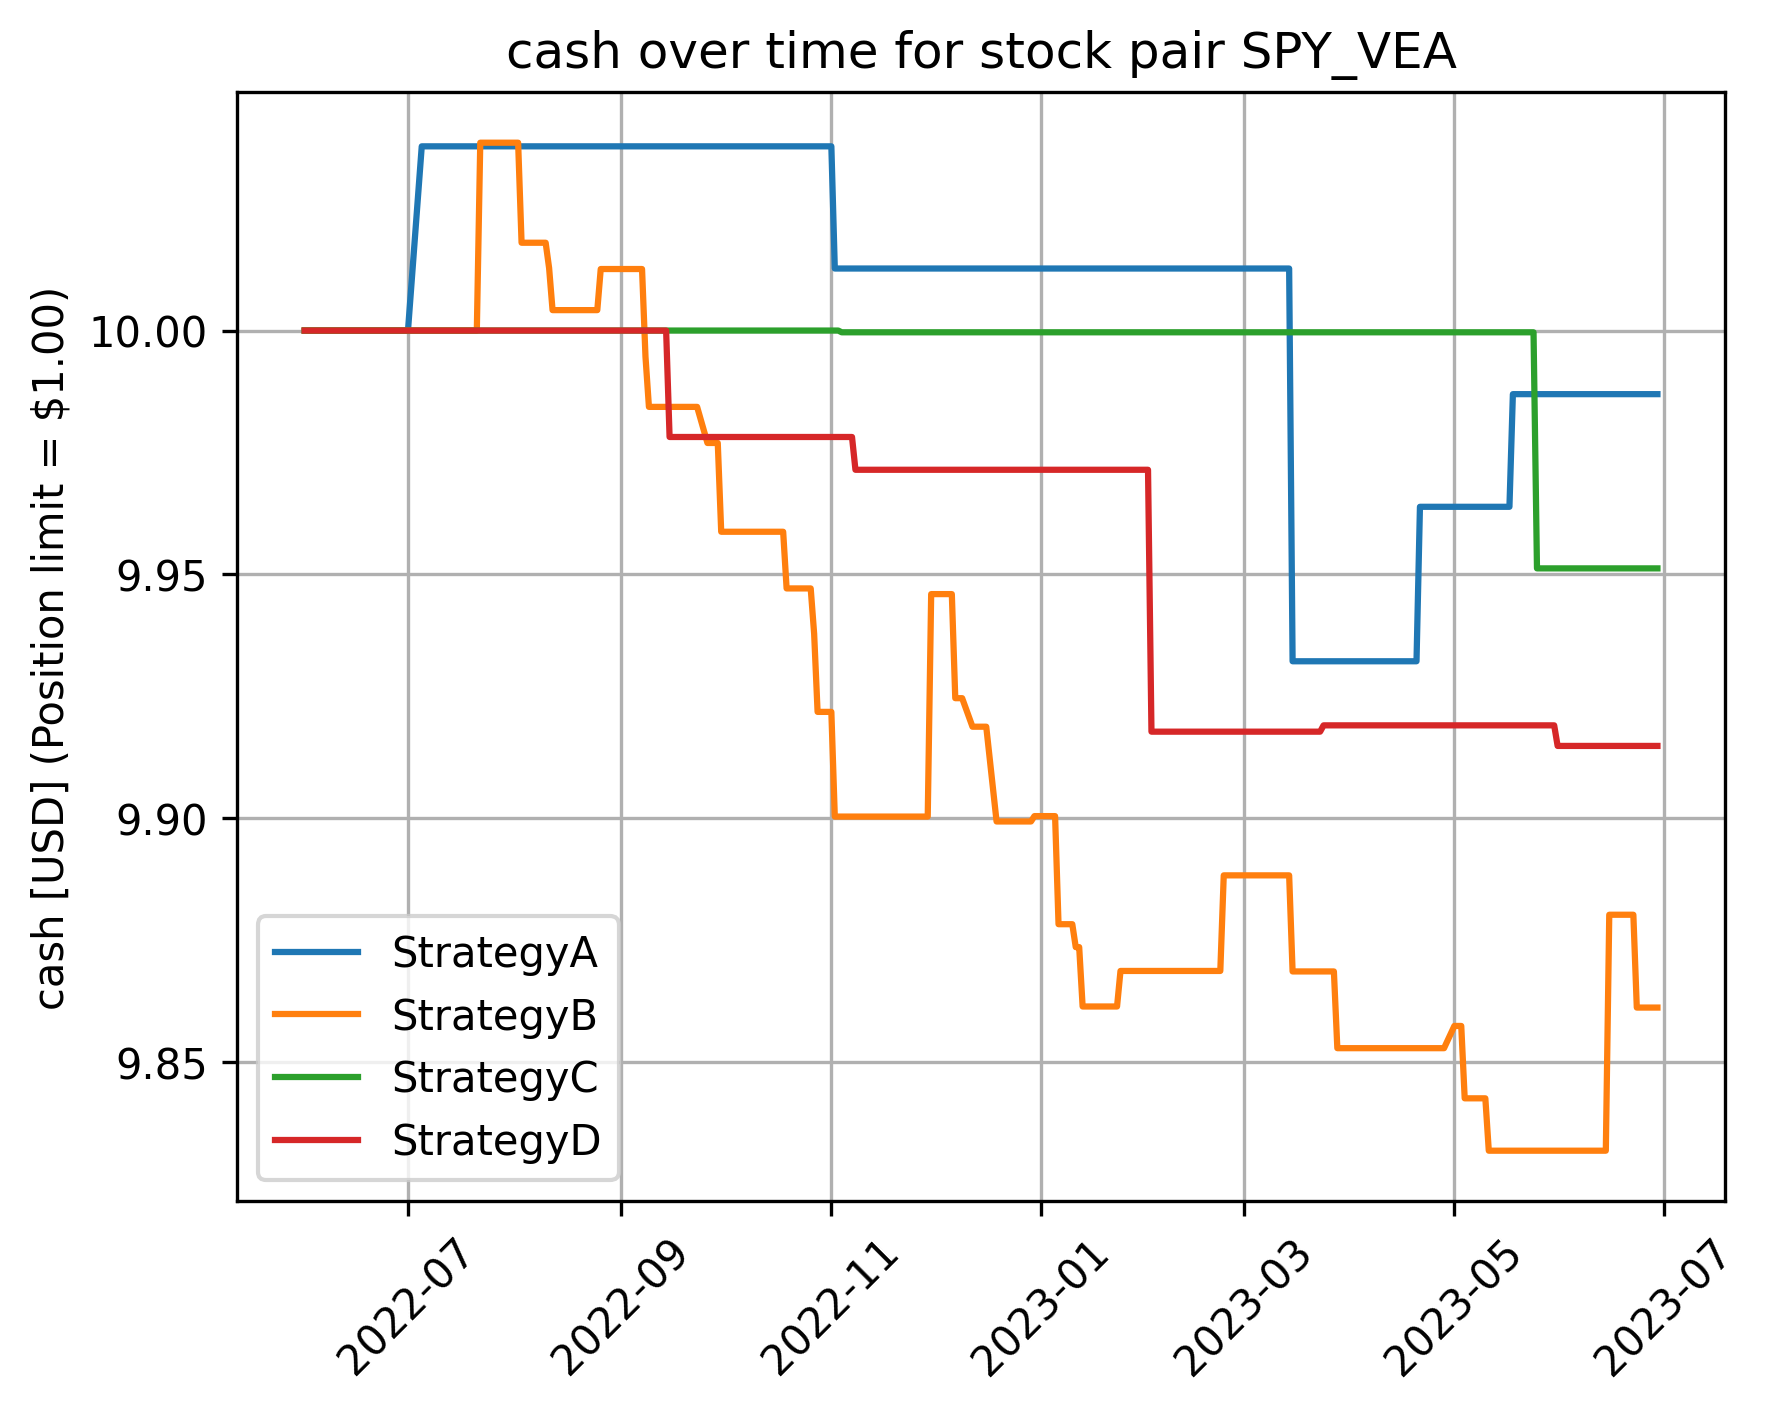 cash over time for stock pair SPY_VEA
cash [USD] (Position limit = $1.00)
10.00
9.95
9.90
9.85
StrategyA
StrategyB
StrategyC
StrategyD
2022-07
2022-09
2022-11
2023-01
2023-03
2023-05
2023-07